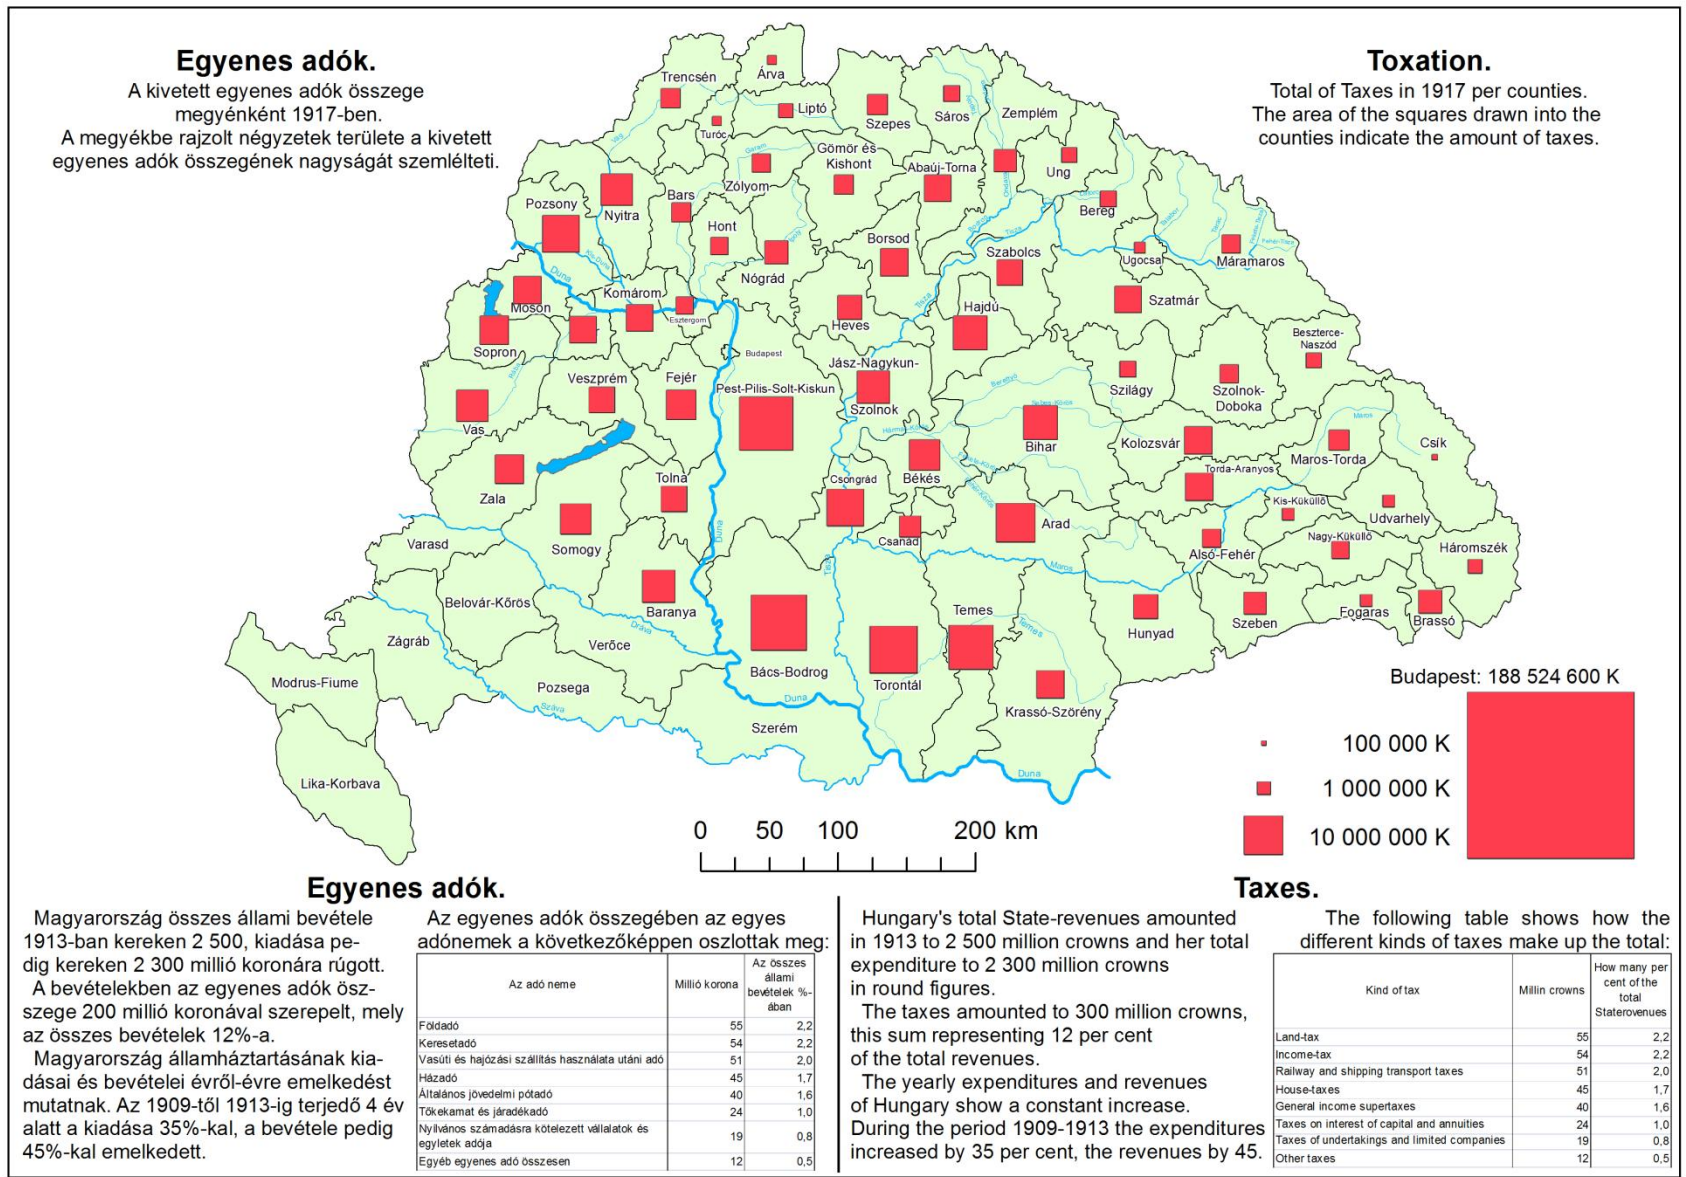 Egyenes adók.
A kivetett egyenes adók összege
megyénként 1917-ben.
A megyékbe rajzolt négyzetek területe a kivetett
egyenes adók összegének nagyságát szemlélteti.
Toxation.
Total of Taxes in 1917 per counties.
The area of the squares drawn into the
counties indicate the amount of taxes.
Árva
Trencsén
Liptó
Turóc
Szepes
Sáros
Zemplém
Vág
Garam
Gömör és
Kishont
Zólyom
Abaúj-Torna
Ung
Nyitra
Bars
Pozsony
Hont
Bereg
Borsod
Nógrád
Szabolcs
Ugocsa
Máramaros
Tisza
Fehér-Tisza
Kis-Duna
Duna
Moson
Komárom
Esztergom
Heves
Hajdú
Szatmár
Tisza
Sopron
Budapest
Beszterce-
Naszód
Veszprém
Fejér
Jász-Nagykun-
Szolnok
Pest-Pilis-Solt-Kiskun
Berettyó
Szilágy
Szolnok-
Doboka
Vas
Bihar
Kolozsvár
Maros
Maros-Torda
Csík
Zala
Tolna
Csongrád
Békés
Torda-Aranyos
Kis-Küküllő
Udvarhely
Somogy
Duna
Csanád
Arad
Alsó-Fehér
Nagy-Küküllő
Háromszék
Varasd
Tisza
Maros
Belovár-Kőrös
Baranya
Temes
Temes
Hunyad
Szeben
Fogaras
Brassó
Zágráb
Dráva
Verőce
Bács-Bodrog
Torontál
Modrus-Fiume
Pozsega
Duna
Krassó-Szörény
Száva
Szerém
Duna
Lika-Korbava
Budapest: 188 524 600 K
100 000 K
1 000 000 K
10 000 000 K
0 50 100 200 km
Egyenes adók.
Magyarország összes állami bevétele
1913-ban kereken 2 500, kiadása pe-
dig kereken 2 300 millió koronára rúgott.
A bevételekben az egyenes adók ösz-
szege 200 millió koronával szerepelt, mely
az összes bevételek 12%-a.
Magyarország államháztartásának kia-
dásai és bevételei évről-évre emelkedést
mutatnak. Az 1909-től 1913-ig terjedő 4 év
alatt a kiadása 35%-kal, a bevétele pedig
45%-kal emelkedett.
Az egyenes adók összegében az egyes
adónemek a következőképpen oszlottak meg:
Az adó neme Millió korona Az összes
állami
bevételek %-
ában
Földadó 55 2,2
Keresetadó 54 2,2
Vasúti és hajózási szállítás használata utáni adó 51 2,0
Házadó 45 1,7
Általános jövedelmi pótadó 40 1,6
Tőkekamat és járadékadó 24 1,0
Nyilvános számadásra kötelezett vállalatok és
egyletek adója 19 0,8
Egyéb egyenes adó összesen 12 0,5
Taxes.
Hungary's total State-revenues amounted
in 1913 to 2 500 million crowns and her total
expenditure to 2 300 million crowns
in round figures.
The taxes amounted to 300 million crowns,
this sum representing 12 per cent
of the total revenues.
The yearly expenditures and revenues
of Hungary show a constant increase.
During the period 1909-1913 the expenditures
increased by 35 per cent, the revenues by 45.
The following table shows how the
different kinds of taxes make up the total:
Kind of tax Millin crowns How many per
cent of the
total
Staterovenues
Land-tax 55 2,2
Income-tax 54 2,2
Railway and shipping transport taxes 51 2,0
House-taxes 45 1,7
General income supertaxes 40 1,6
Taxes on interest of capital and annuities 24 1,0
Taxes of undertakings and limited companies 19 0,8
Other taxes 12 0,5